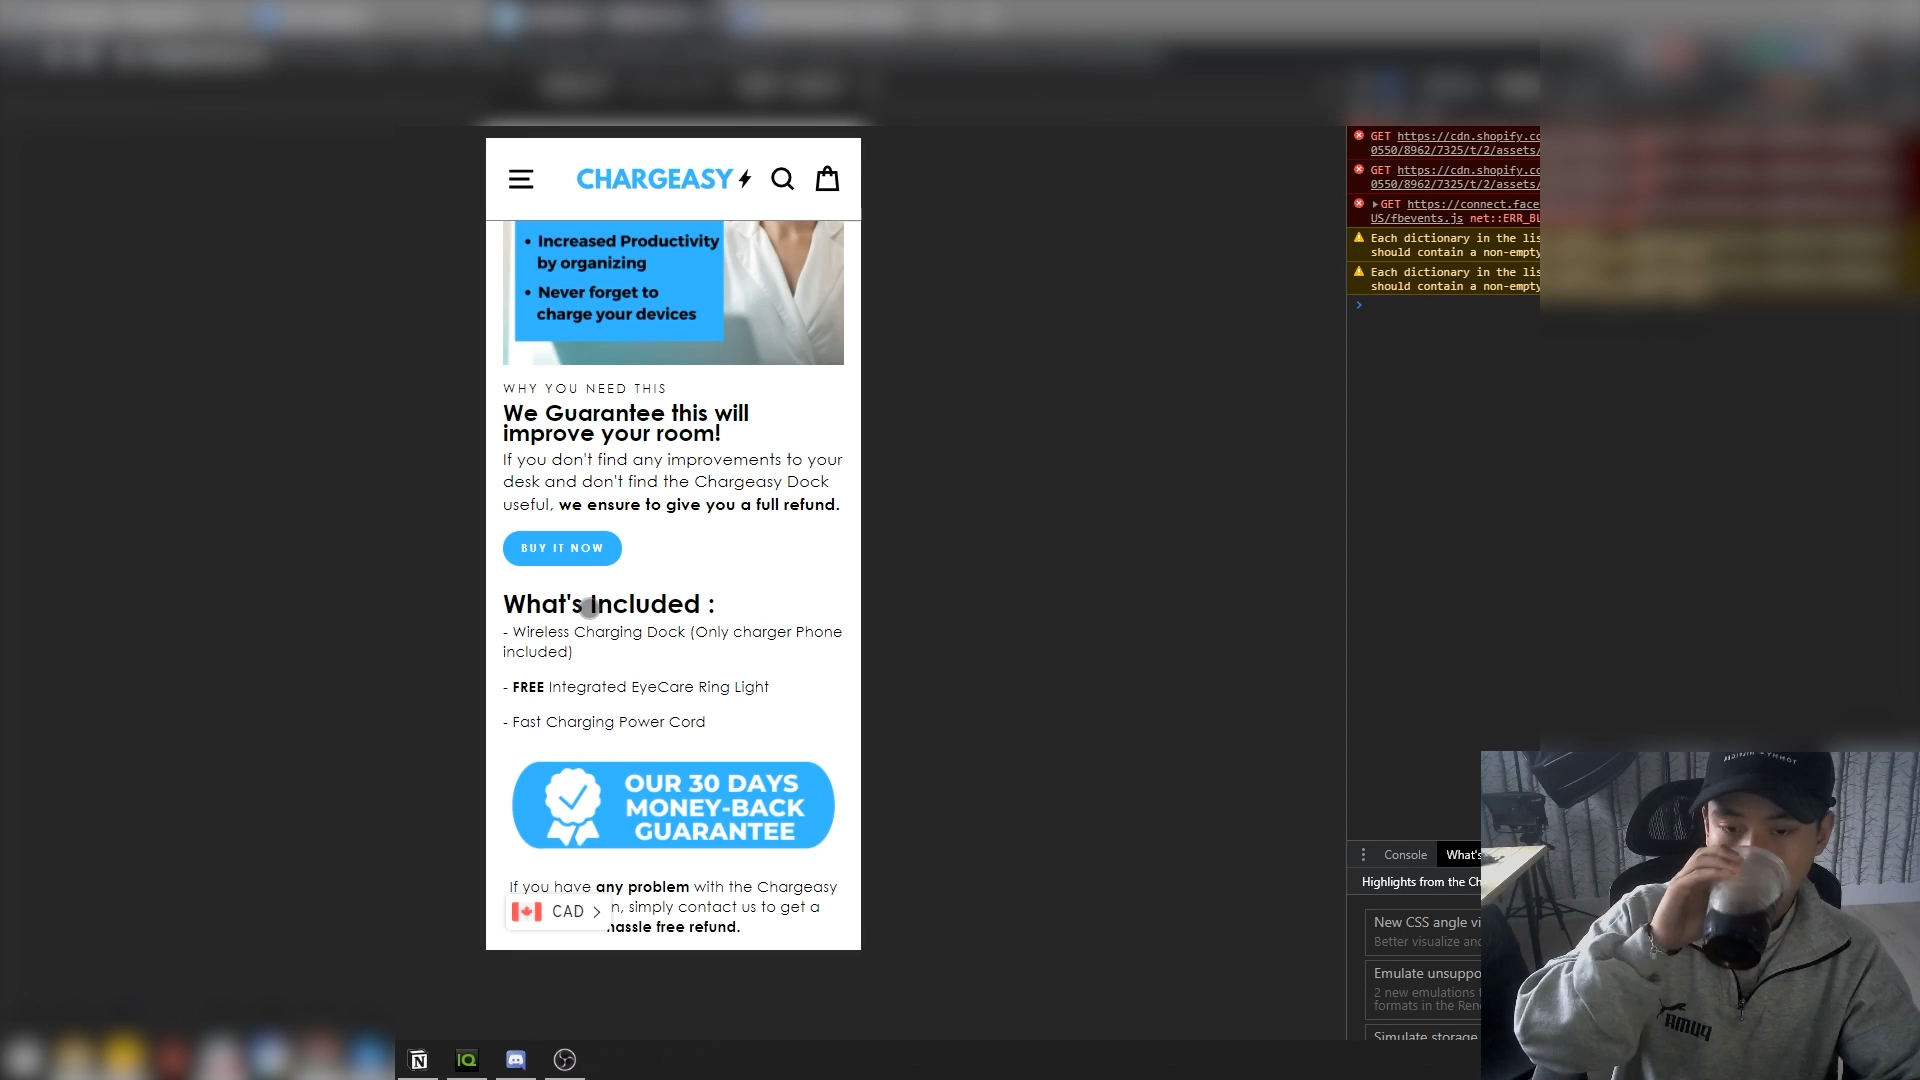 CHARGEASY
• Increased Productivity
by organizing
• Never forget to
charge your devices
WHY YOU NEED THIS
We Guarantee this will
improve your room!
If you don't find any improvements to your
desk and don't find the Chargeasy Dock
useful, we ensure to give you a full refund.
BUY IT NOW
What's Included :
- Wireless Charging Dock (Only charger Phone
included)
- FREE Integrated EyeCare Ring Light
- Fast Charging Power Cord
OUR 30 DAYS
MONEY-BACK
GUARANTEE
If you have any problem with the Chargeasy
CAD >
n, simply contact us to get a
hassle free refund.
GET https://cdn.shopify.co
0550/8962/7325/t/2/assets/
GET https://cdn.shopify.co
0550/8962/7325/t/2/assets/
GET https://connect.face
US/fbevents.js net::ERR_BL
Each dictionary in the lis
should contain a non-empty
Each dictionary in the lis
should contain a non-empty
Console
What's
Highlights from the Ch
New CSS angle vi
Better visualize and
Emulate unsuppo
2 new emulations t
formats in the Ren
Simulate storage
IQ
PUMA